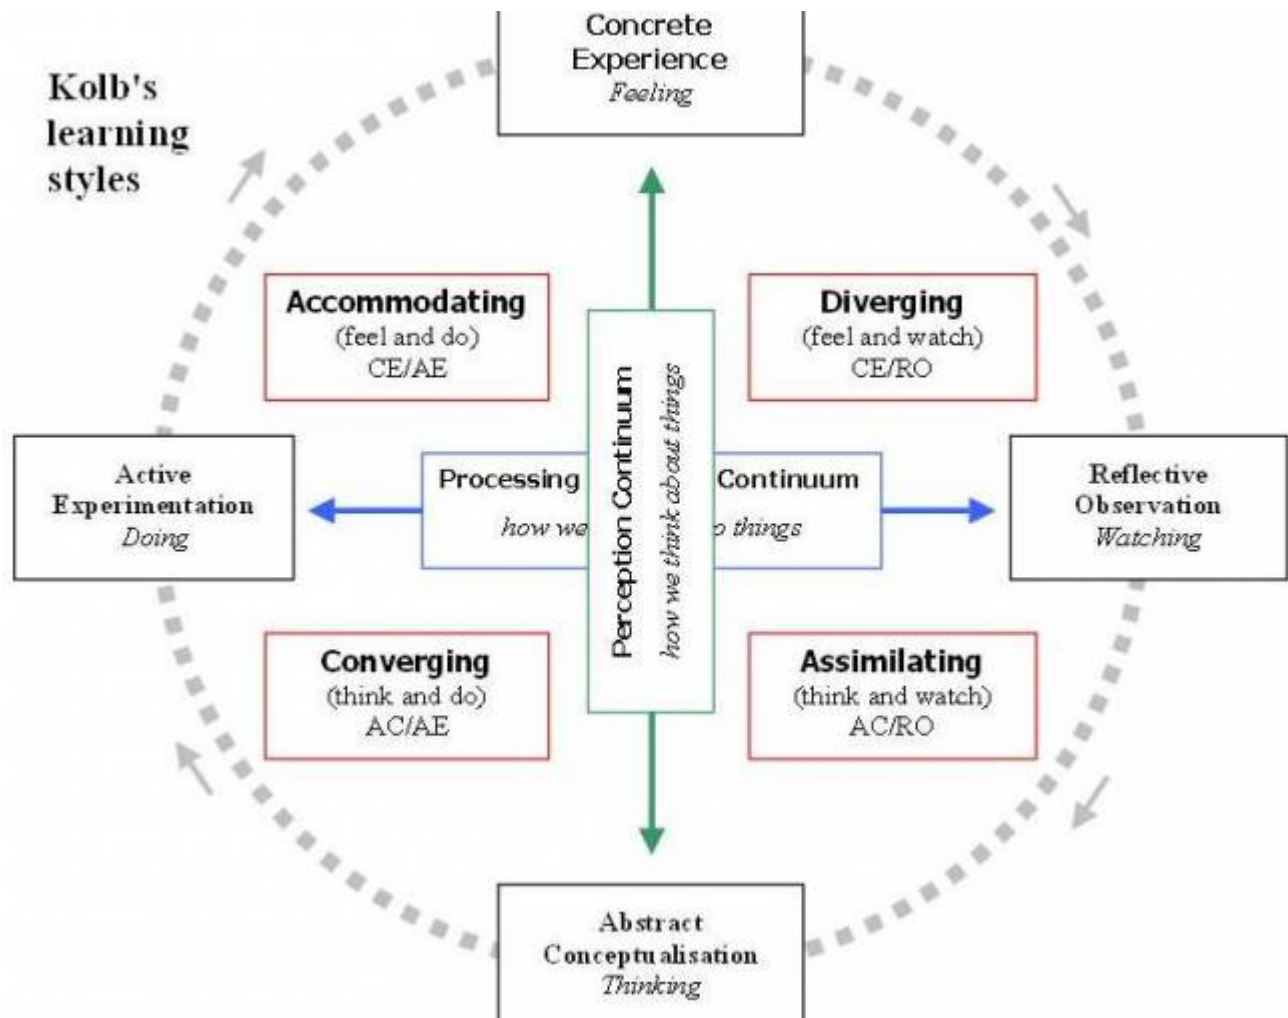 Kolb's
learning
styles
Concrete
Experience
Feeling
Accommodating
(feel and do)
CE/AE
Diverging
(feel and watch)
CE/RO
Active
Experimentation
Doing
Processing Continuum
how we things
Perception Continuum
how we think about things
Reflective
Observation
Watching
Converging
(think and do)
AC/AE
Assimilating
(think and watch)
AC/RO
Abstract
Conceptualisation
Thinking